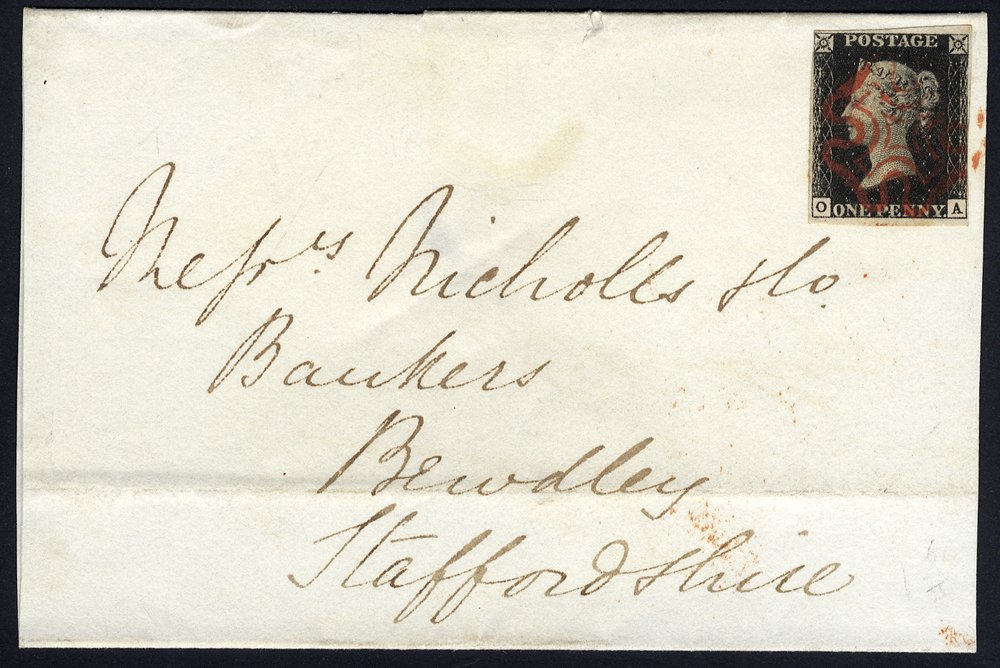 POSTAGE
O ONE PENNY. A
Messrs Nicholls & Co.
Bankers
Bewdley
Staffordshire